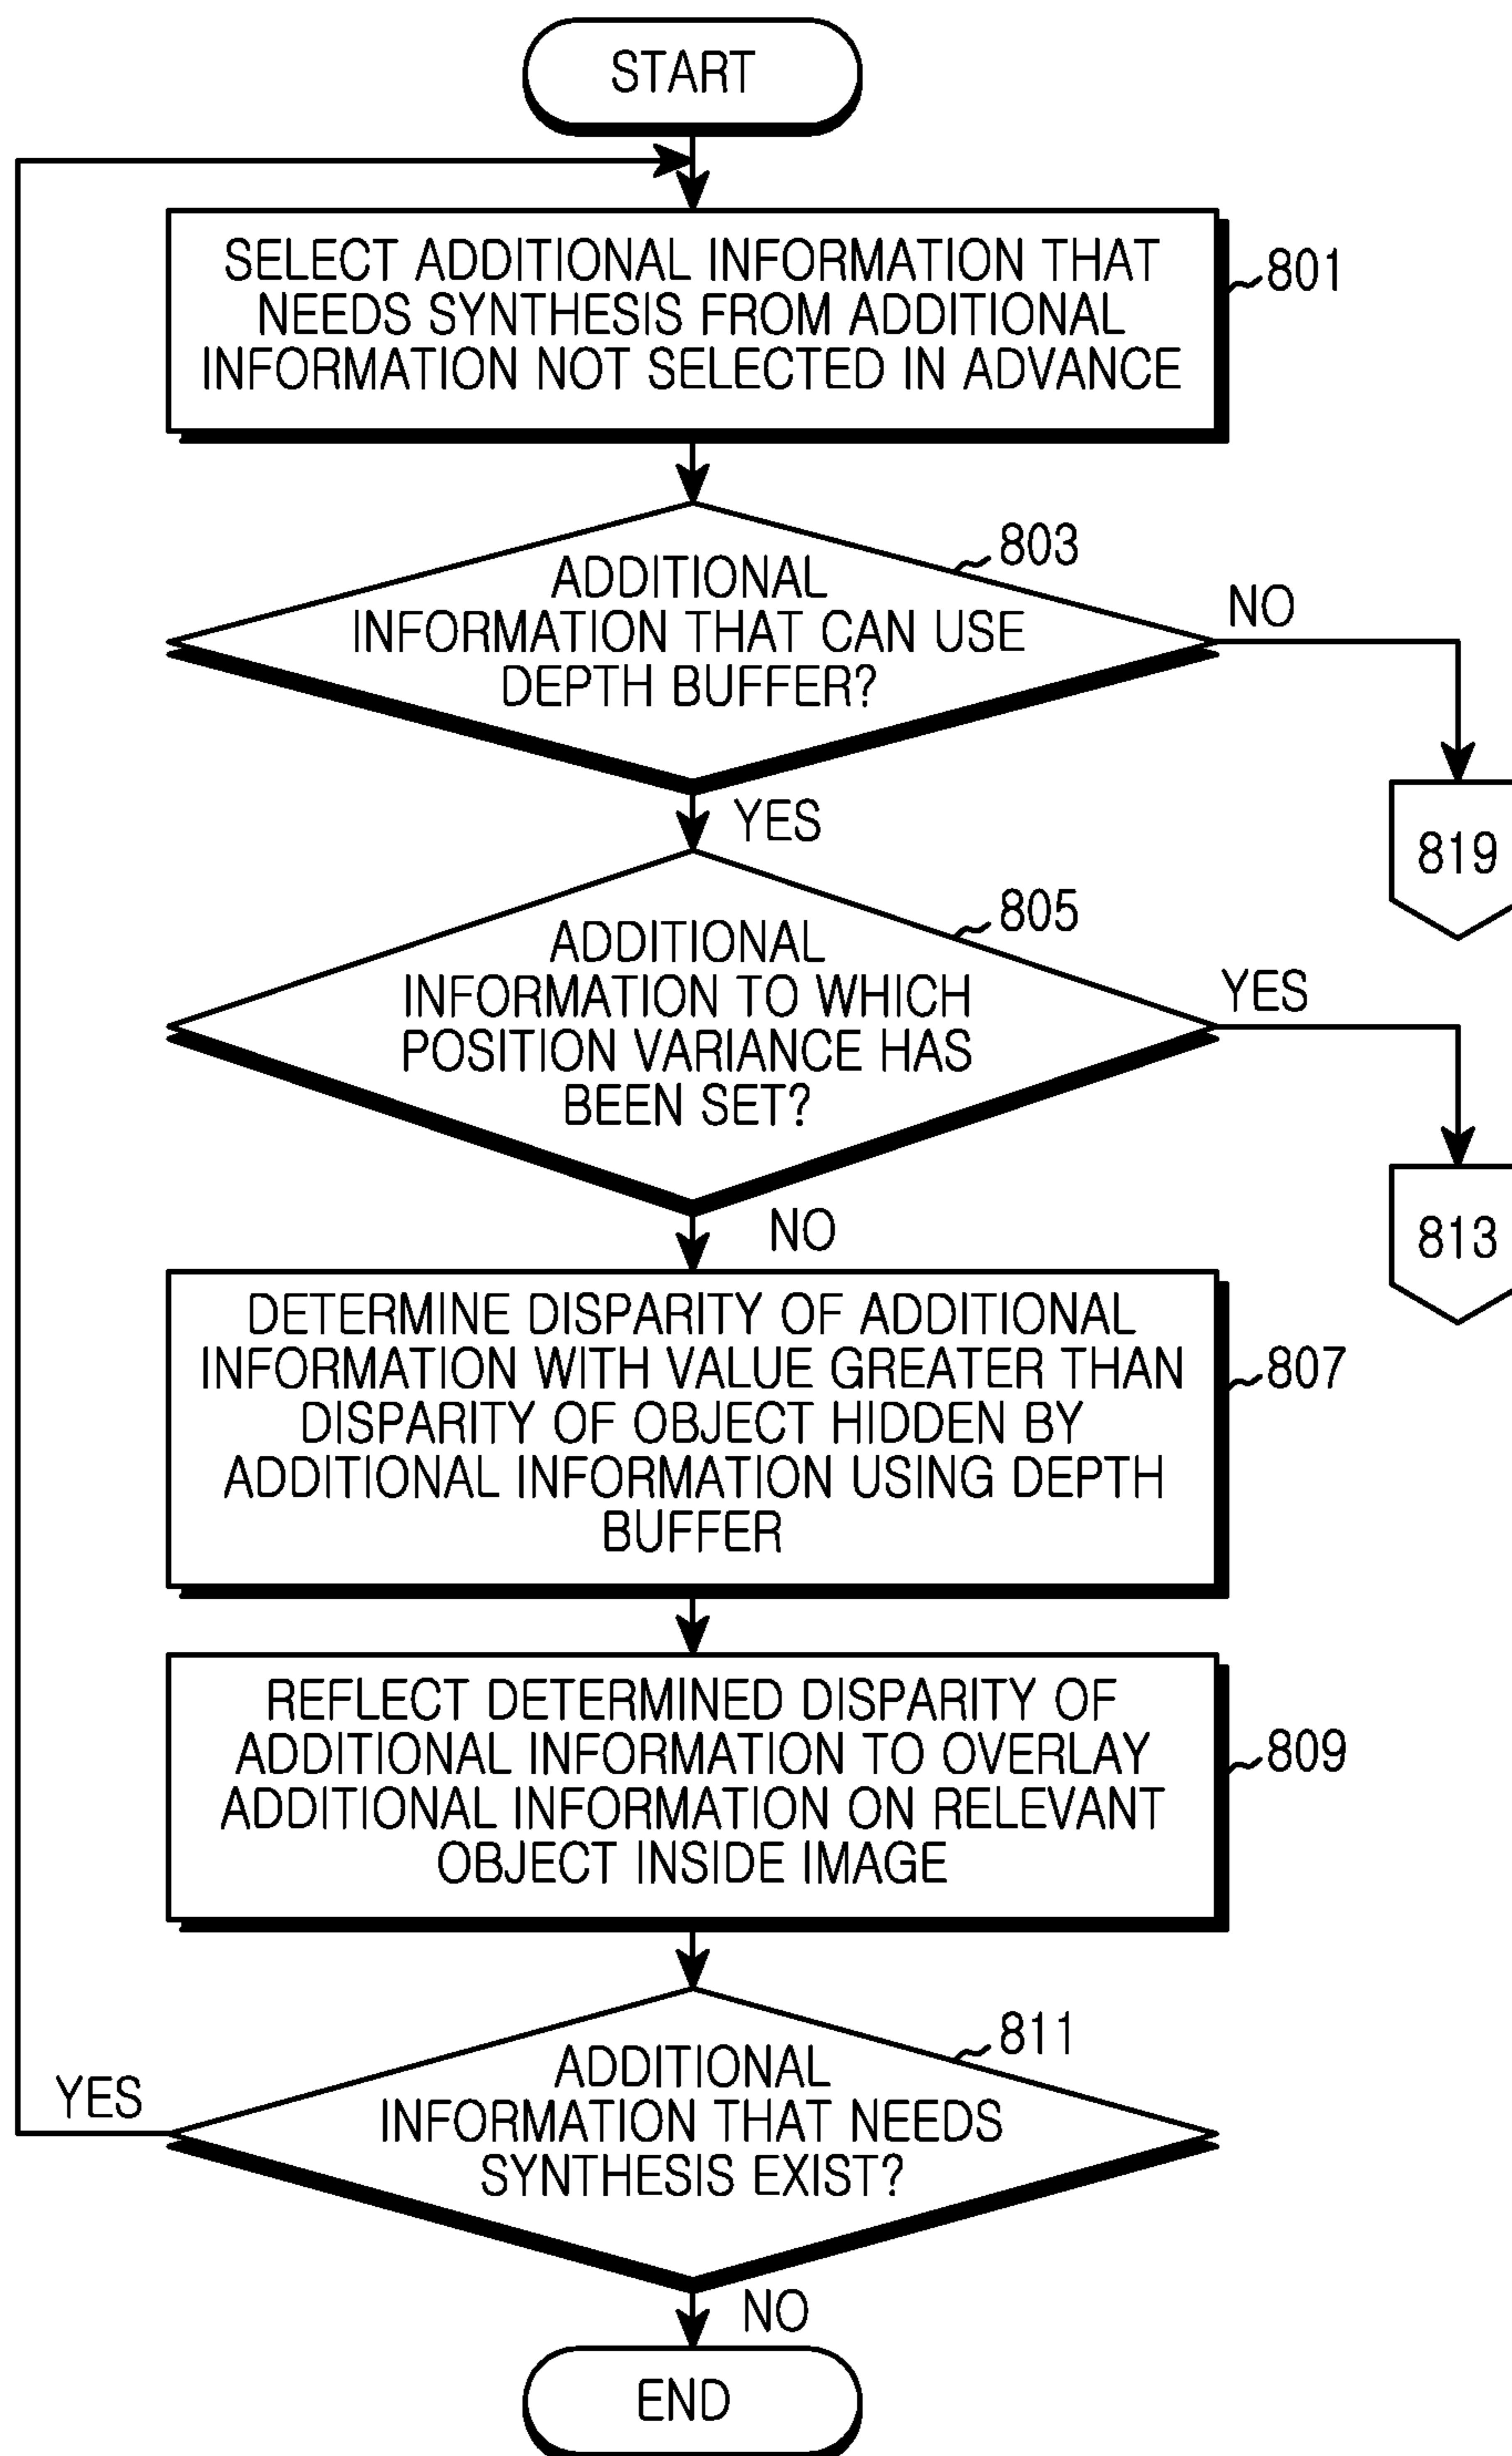 START
SELECT ADDITIONAL INFORMATION THAT
NEEDS SYNTHESIS FROM ADDITIONAL
INFORMATION NOT SELECTED IN ADVANCE
801
803
ADDITIONAL
INFORMATION THAT CAN USE
DEPTH BUFFER?
NO
819
YES
805
ADDITIONAL
INFORMATION TO WHICH
POSITION VARIANCE HAS
BEEN SET?
YES
813
NO
DETERMINE DISPARITY OF ADDITIONAL
INFORMATION WITH VALUE GREATER THAN
DISPARITY OF OBJECT HIDDEN BY
ADDITIONAL INFORMATION USING DEPTH
BUFFER
807
REFLECT DETERMINED DISPARITY OF
ADDITIONAL INFORMATION TO OVERLAY
ADDITIONAL INFORMATION ON RELEVANT
OBJECT INSIDE IMAGE
809
811
ADDITIONAL
INFORMATION THAT NEEDS
SYNTHESIS EXIST?
YES
NO
END